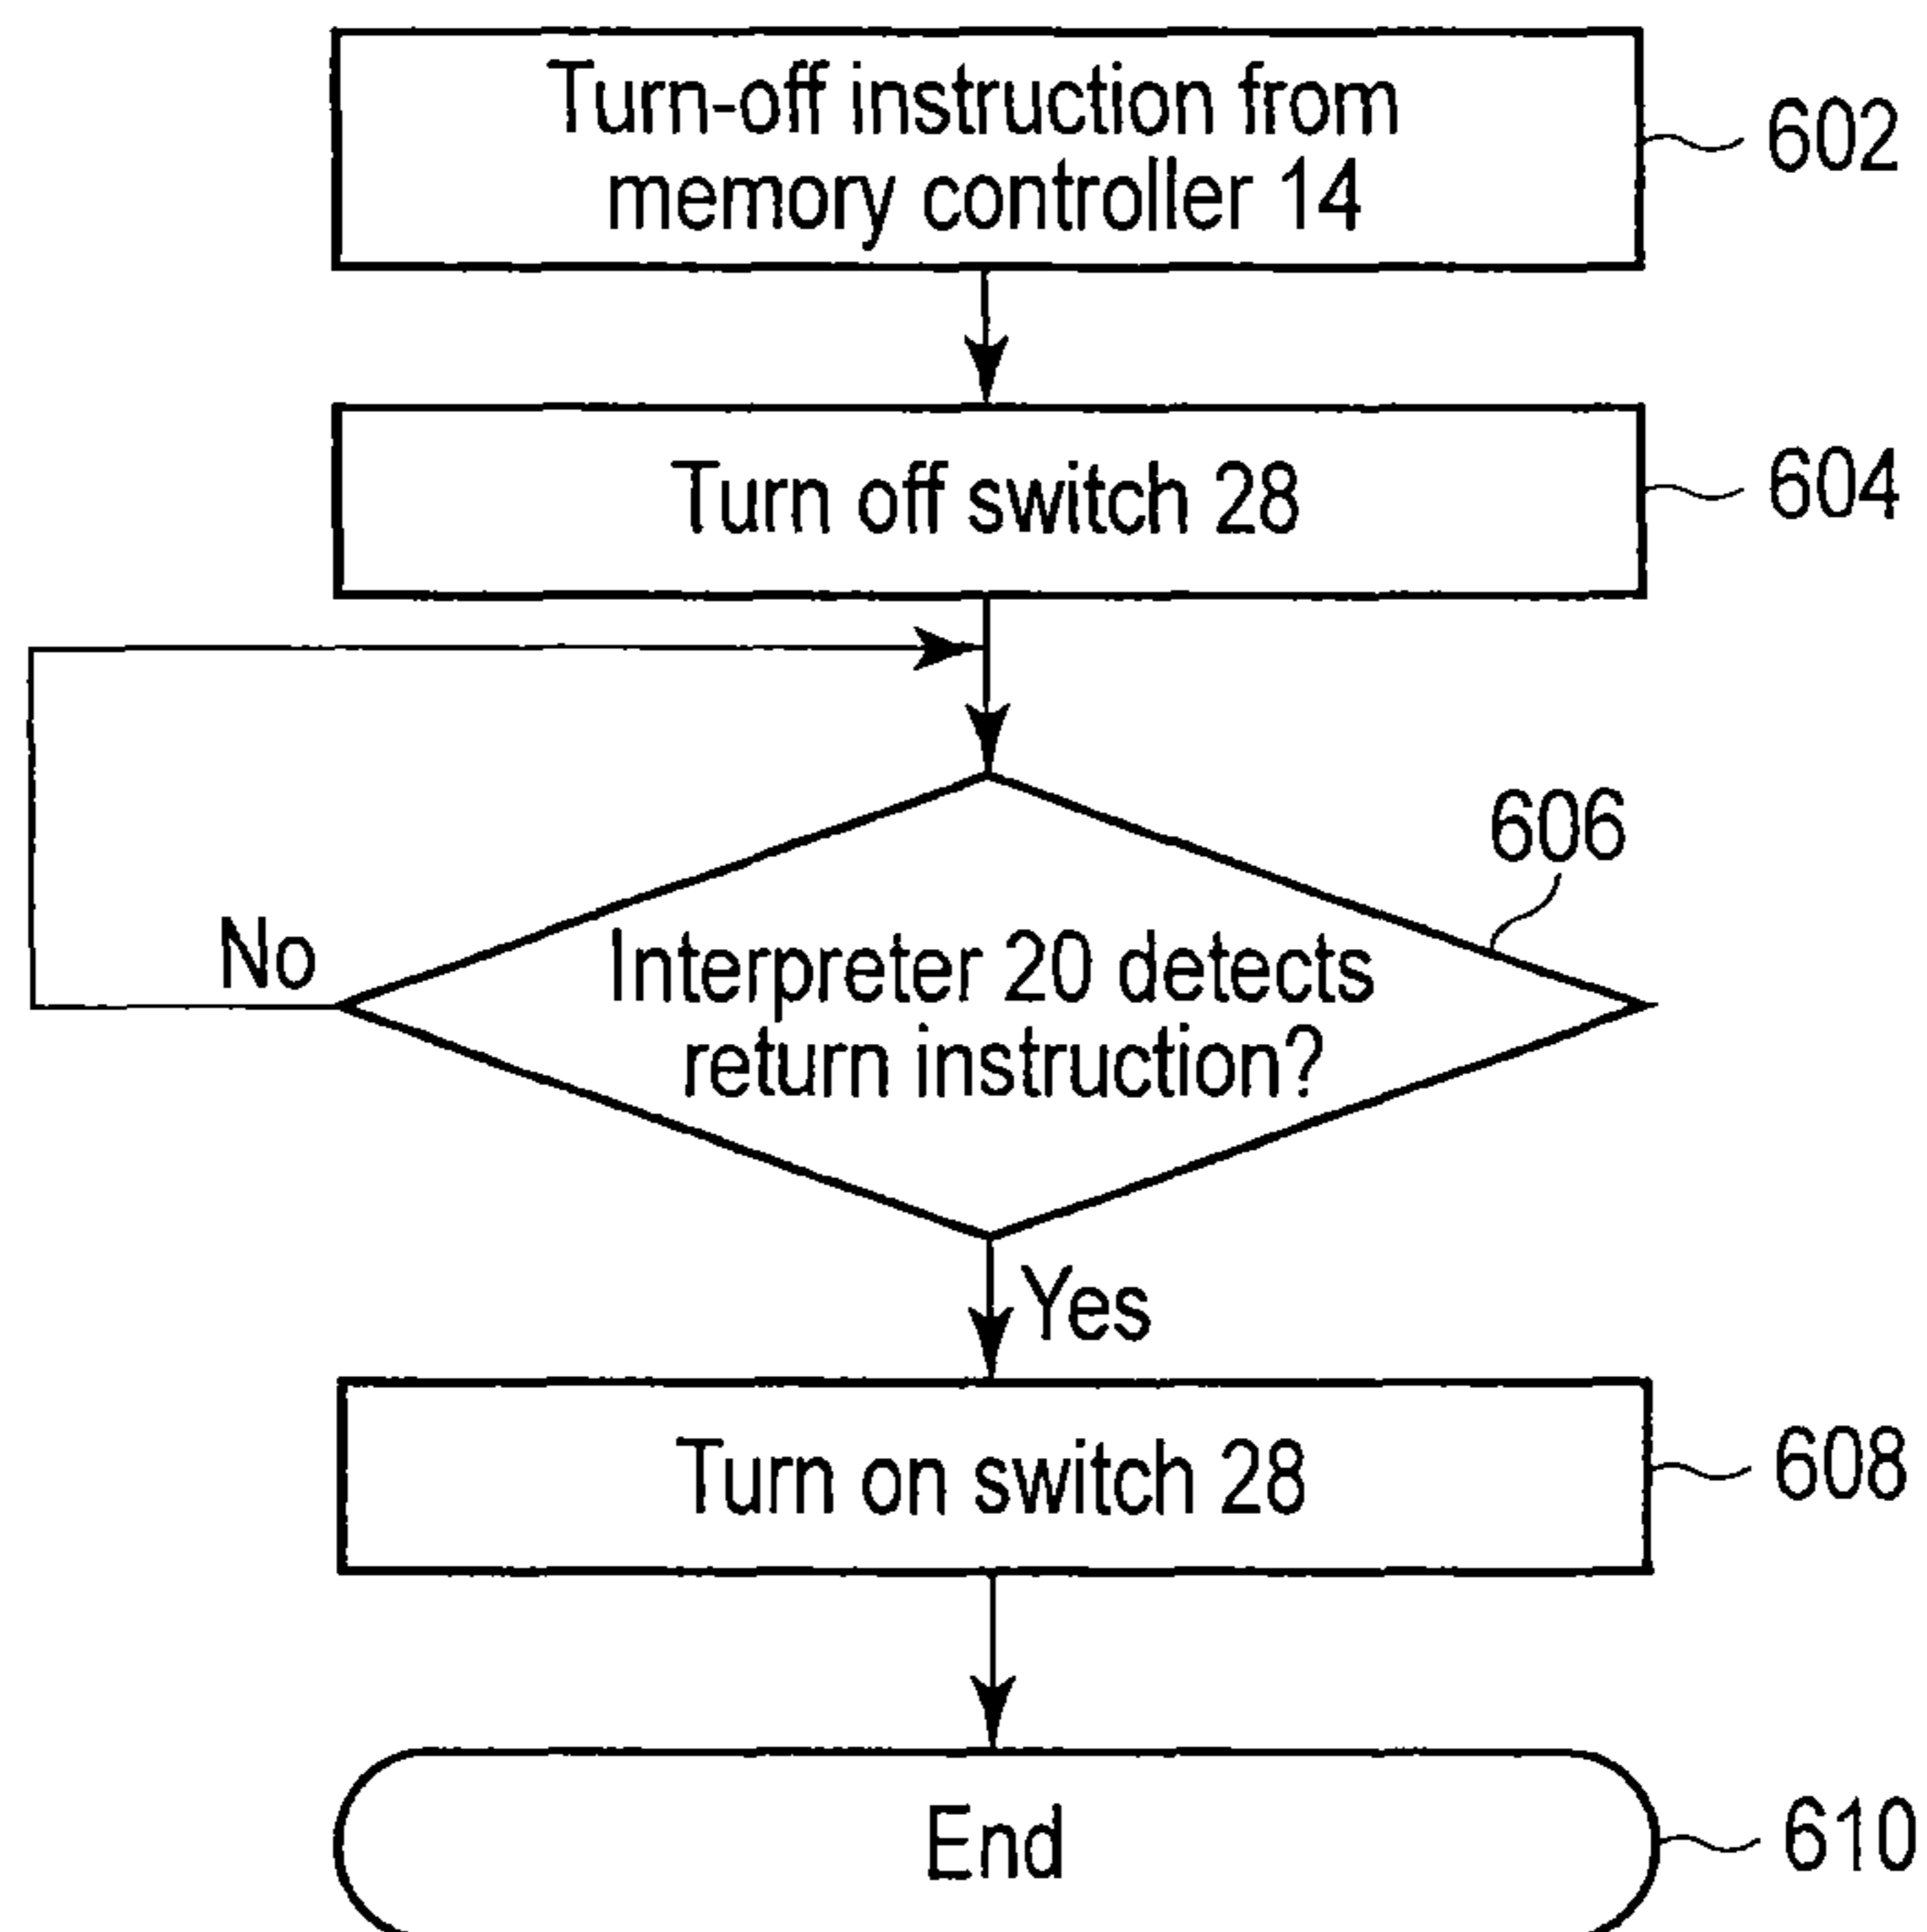 Turn-off instruction from
memory controller 14
602
Turn off switch 28
604
606
No
Interpreter 20 detects
return instruction?
Yes
Turn on switch 28
608
End
610